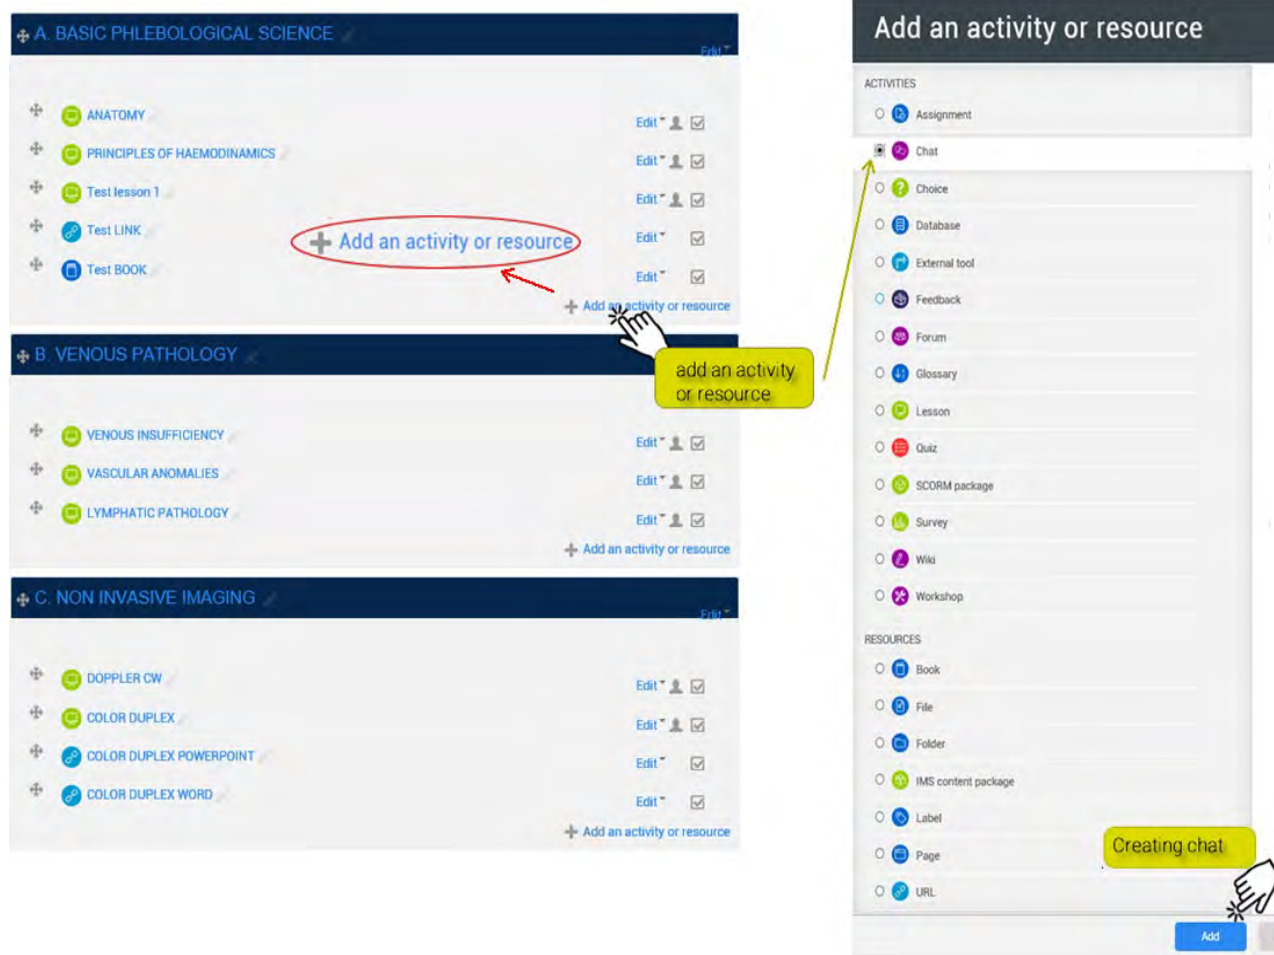 A. BASIC PHLEBOLOGICAL SCIENCE
Edit
ANATOMY
Edit
PRINCIPLES OF HAEMODINAMICS
Edit
Test lesson 1
Edit
Test LINK
Edit
Add an activity or resource
Test BOOK
Edit
Add an activity or resource
add an activity
or resource
B. VENOUS PATHOLOGY
VENOUS INSUFFICIENCY
Edit
VASCULAR ANOMALIES
Edit
LYMPHATIC PATHOLOGY
Edit
Add an activity or resource
C. NON INVASIVE IMAGING
Edit
DOPPLER CW
Edit
COLOR DUPLEX
Edit
COLOR DUPLEX POWERPOINT
Edit
COLOR DUPLEX WORD
Edit
Add an activity or resource
Add an activity or resource
ACTIVITIES
Assignment
Chat
Choice
Database
External tool
Feedback
Forum
Glossary
Lesson
Quiz
SCORM package
Survey
Wiki
Workshop
RESOURCES
Book
File
Folder
IMS content package
Label
Page
URL
Creating chat
Add